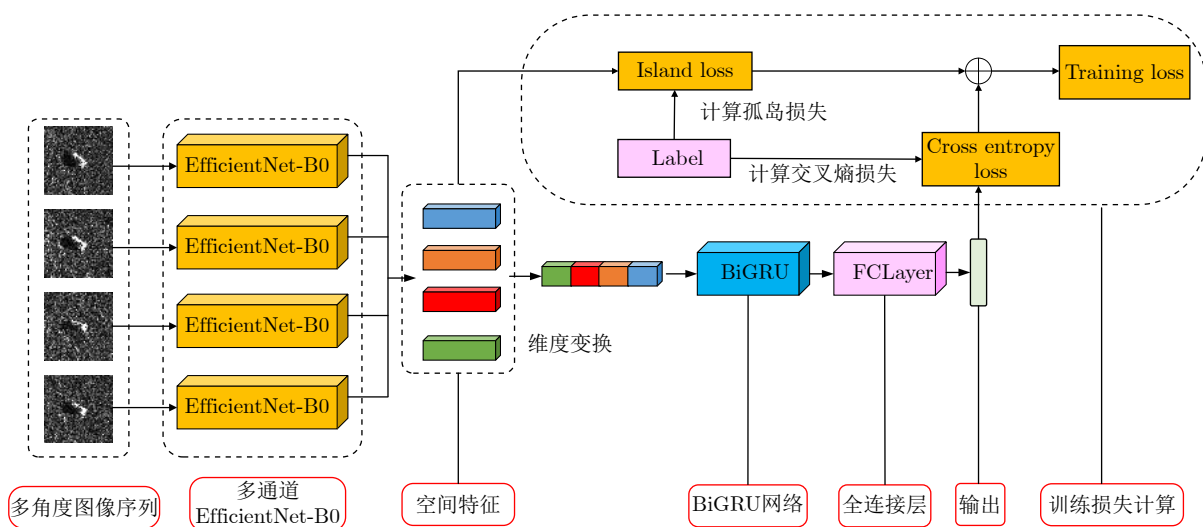 Island loss
Training loss
计算孤岛损失
Label
Cross entropy
loss
计算交叉熵损失
EfficientNet-B0
EfficientNet-B0
EfficientNet-B0
EfficientNet-B0
BiGRU
FCLayer
维度变换
多角度图像序列
多通道
EfficientNet-B0
空间特征
BiGRU网络
全连接层
输出
训练损失计算